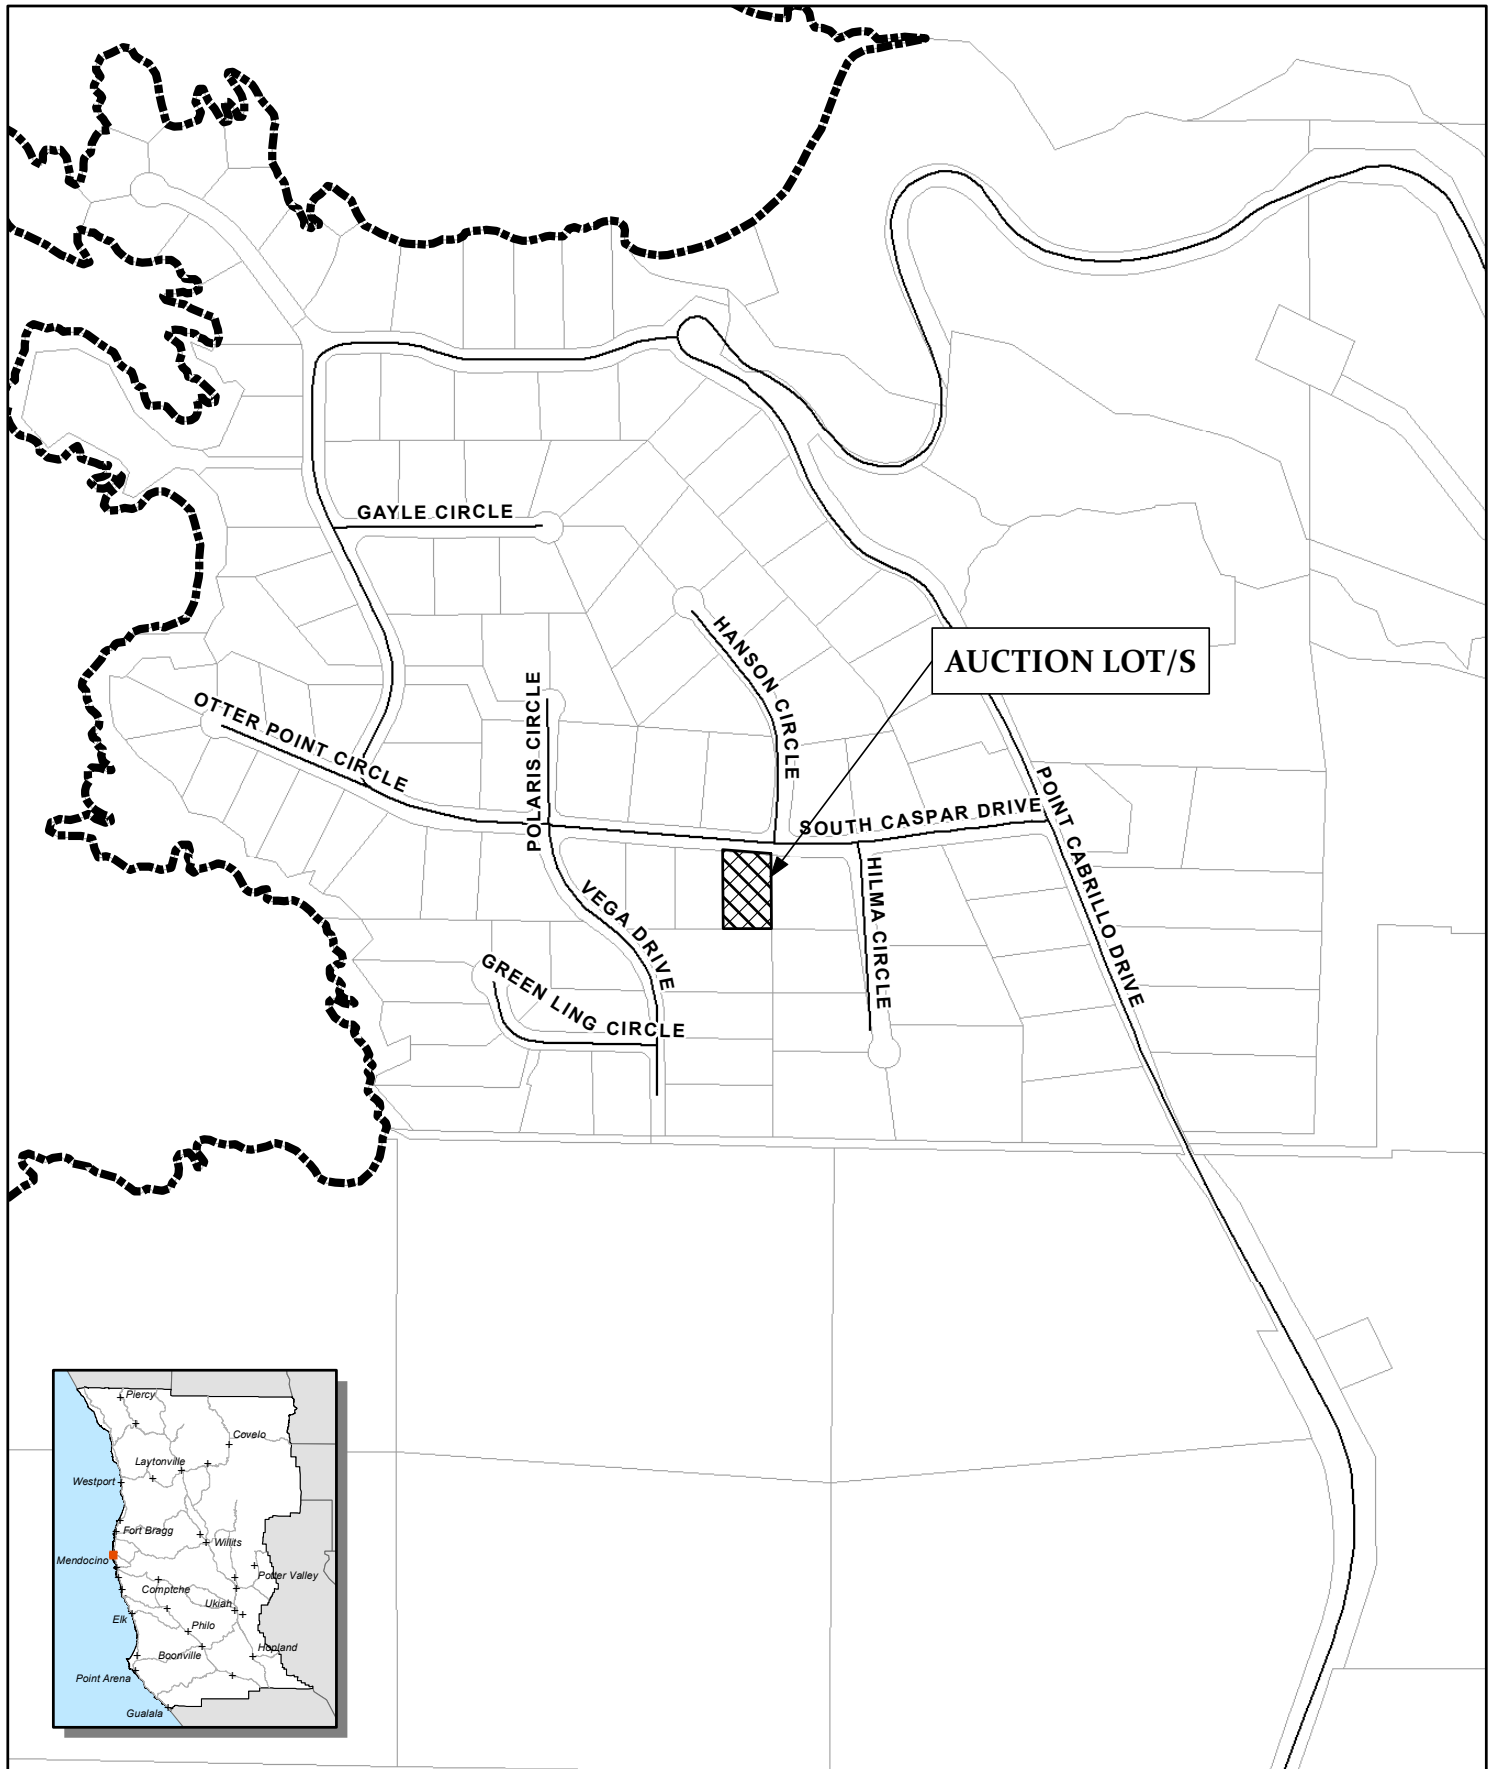 GAYLE CIRCLE
HANSON CIRCLE
AUCTION LOT/S
OTTER POINT CIRCLE
POLARIS CIRCLE
SOUTH CASPAR DRIVE
POINT CABRILLO DRIVE
HILMA CIRCLE
VEGA DRIVE
GREEN LING CIRCLE
Piercy
Covelo
Laytonville
Westport
Fort Bragg
Willits
Mendocino
Potter Valley
Comptche
Ukiah
Elk
Philo
Boonville
Hopland
Point Arena
Gualala